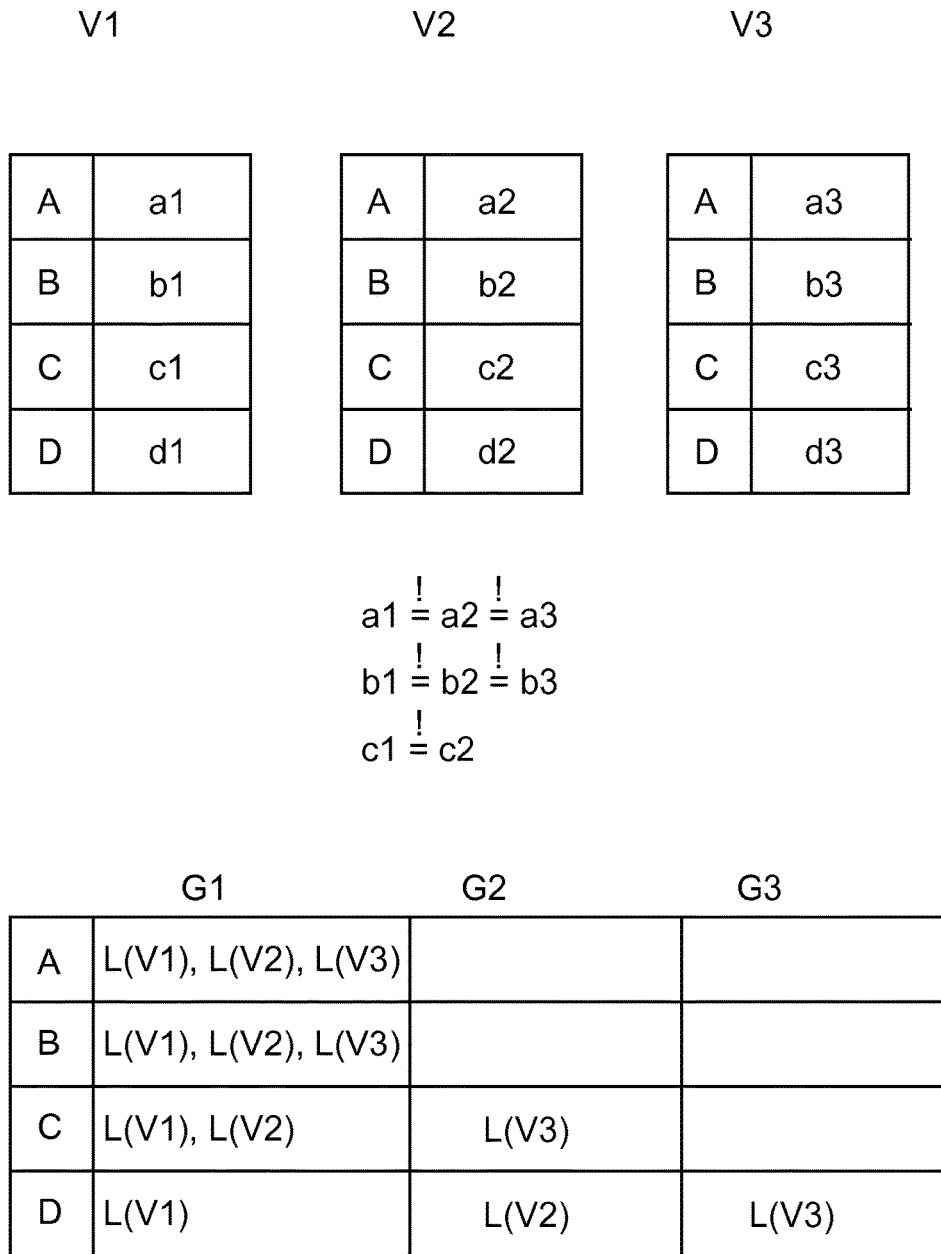 V1 V2 V3
A a1 A a2 A a3
B b1 B b2 B b3
C c1 C c2 C c3
D d1 D d2 D d3
! !
a1 = a2 = a3
! !
b1 = b2 = b3
!
c1 = c2
G1 G2 G3
A L(V1), L(V2), L(V3)
B L(V1), L(V2), L(V3)
C L(V1), L(V2) L(V3)
D L(V1) L(V2) L(V3)